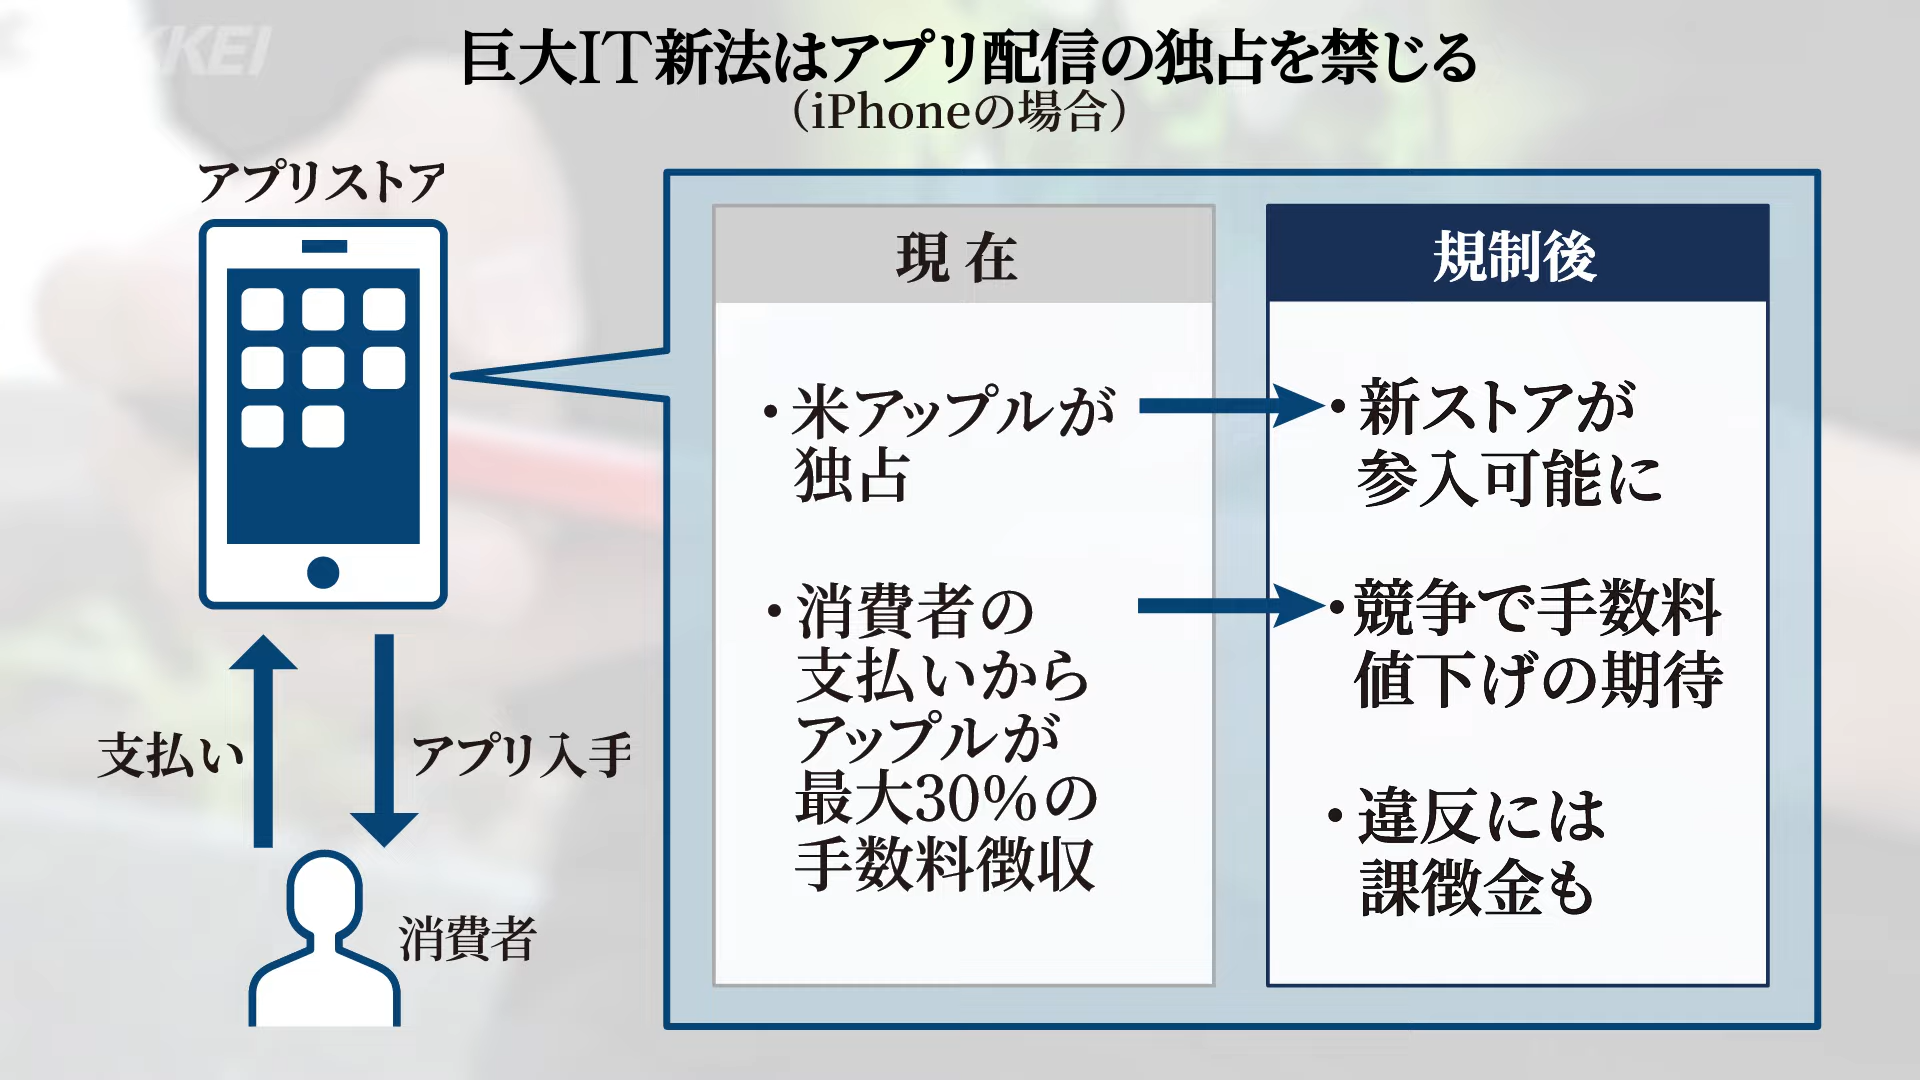 巨大IT新法はアプリ配信の独占を禁じる
（iPhoneの場合）
アプリストア
支払い
アプリ入手
消費者
現在
・米アップルが
独占
・消費者の
支払いから
アップルが
最大30％の
手数料徴収
規制後
・新ストアが
参入可能に
・競争で手数料
値下げの期待
・違反には
課徴金も